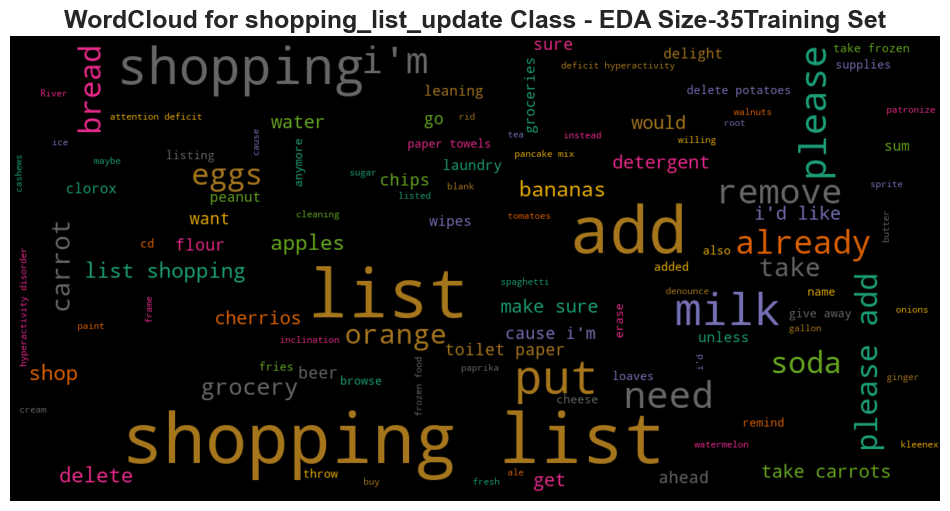 WordCloud for shopping_list_update Class - EDA Size-35Training Set
sure
take frozen
shopping
i'm
bread
delight
please
deficit hyperactivity
supplies
groceries
River
leaning
delete potatoes
attention deficit
water
go
rid
would
walnuts
patronize
root
tea
instead
willing
ice
cause
anymore
paper towels
sum
maybe
listing
laundry
pancake mix
detergent
cashews
eggs
sugar
chips
clorox
blank
bananas
remove
sprite
peanut
listed
i'd like
want
cleaning
wipes
tomatoes
add
butter
carrot
cd
flour
apples
also
already
list shopping
added
take
hyperactivity disorder
list
spaghetti
denounce
name
please add
frame
make sure
milk
give away
onions
cherrios
erase
paint
orange
cause i'm
gallon
inclination
unless
toilet paper
i'd
shop
fries
beer
frozen food
paprika
put
soda
browse
loaves
ginger
grocery
cheese
need
cream
shopping list
remind
watermelon
kleenex
delete
throw
buy
fresh
ale
get
ahead
take carrots